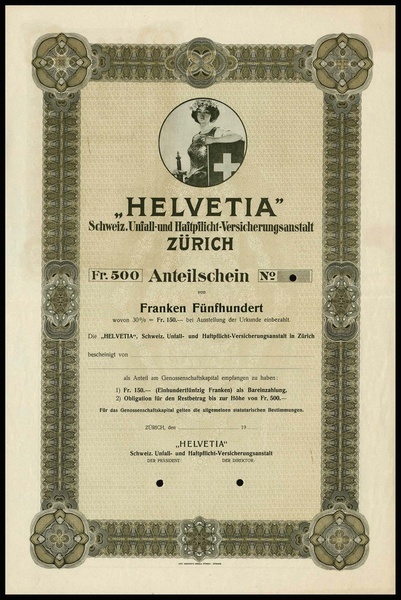 „HELVETIA"
Schweiz. Unfall-und Haftpflicht-Versicherungsanstalt
ZÜRICH
Fr. 500 Anteilschein No
von
Franken Fünfhundert
wovon 30% = Fr. 150.— bei Ausstellung der Urkunde einbezahlt.
Die „HELVETIA", Schweiz. Unfall- und Haftpflicht-Versicherungsanstalt in Zürich
bescheinigt von
als Anteil am Genossenschaftskapital empfangen zu haben:
1) Fr. 150.— (Einhundertfünfzig Franken) als Bareinzahlung,
2) Obligation für den Restbetrag bis zur Höhe von Fr. 500.—
Für das Genossenschaftskapital gelten die allgemeinen statutarischen Bestimmungen.
ZÜRICH, den 19
„HELVETIA"
Schweiz. Unfall- und Haftpflicht-Versicherungsanstalt
DER PRÄSIDENT: DER DIREKTOR: